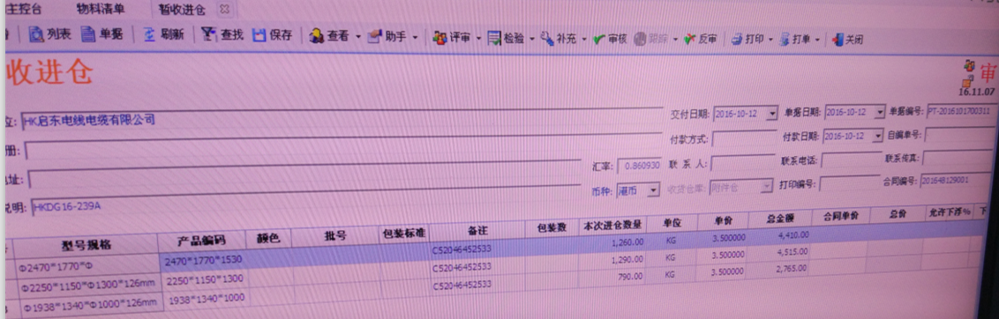 主控台 物料清单 暂收进仓
列表 单据 刷新 查找 保存 查看 助手 评审 检验 补充 审核 跟踪 反审 打印 打单 关闭
收进仓 审
16.11.07
位: HK启东电线电缆有限公司 交付日期: 2016-10-12 单据日期: 2016-10-12 单据编号: PT-2016101700311
付款方式: 付款日期: 2016-10-12 自编单号:
地址: 汇率: 0.860930 联系人: 联系电话: 联系传真:
说明: HKDG16-239A 币种: 港币 收货仓库: 附件仓 打印编号: 合同编号: 201648129001
型号规格 产品编码 颜色 批号 包装标准 备注 包装数 本次进仓数量 单位 单价 总金额 合同单价 总价 允许下浮% 下
Φ2470*1770*Φ 2470*1770*1530 C52046452533 1,260.00 KG 3.500000 4,410.00
Φ2250*1150*Φ1300*126mm 2250*1150*1300 C52046452533 1,290.00 KG 3.500000 4,515.00
Φ1938*1340*Φ1000*126mm 1938*1340*1000 C52046452533 790.00 KG 3.500000 2,765.00